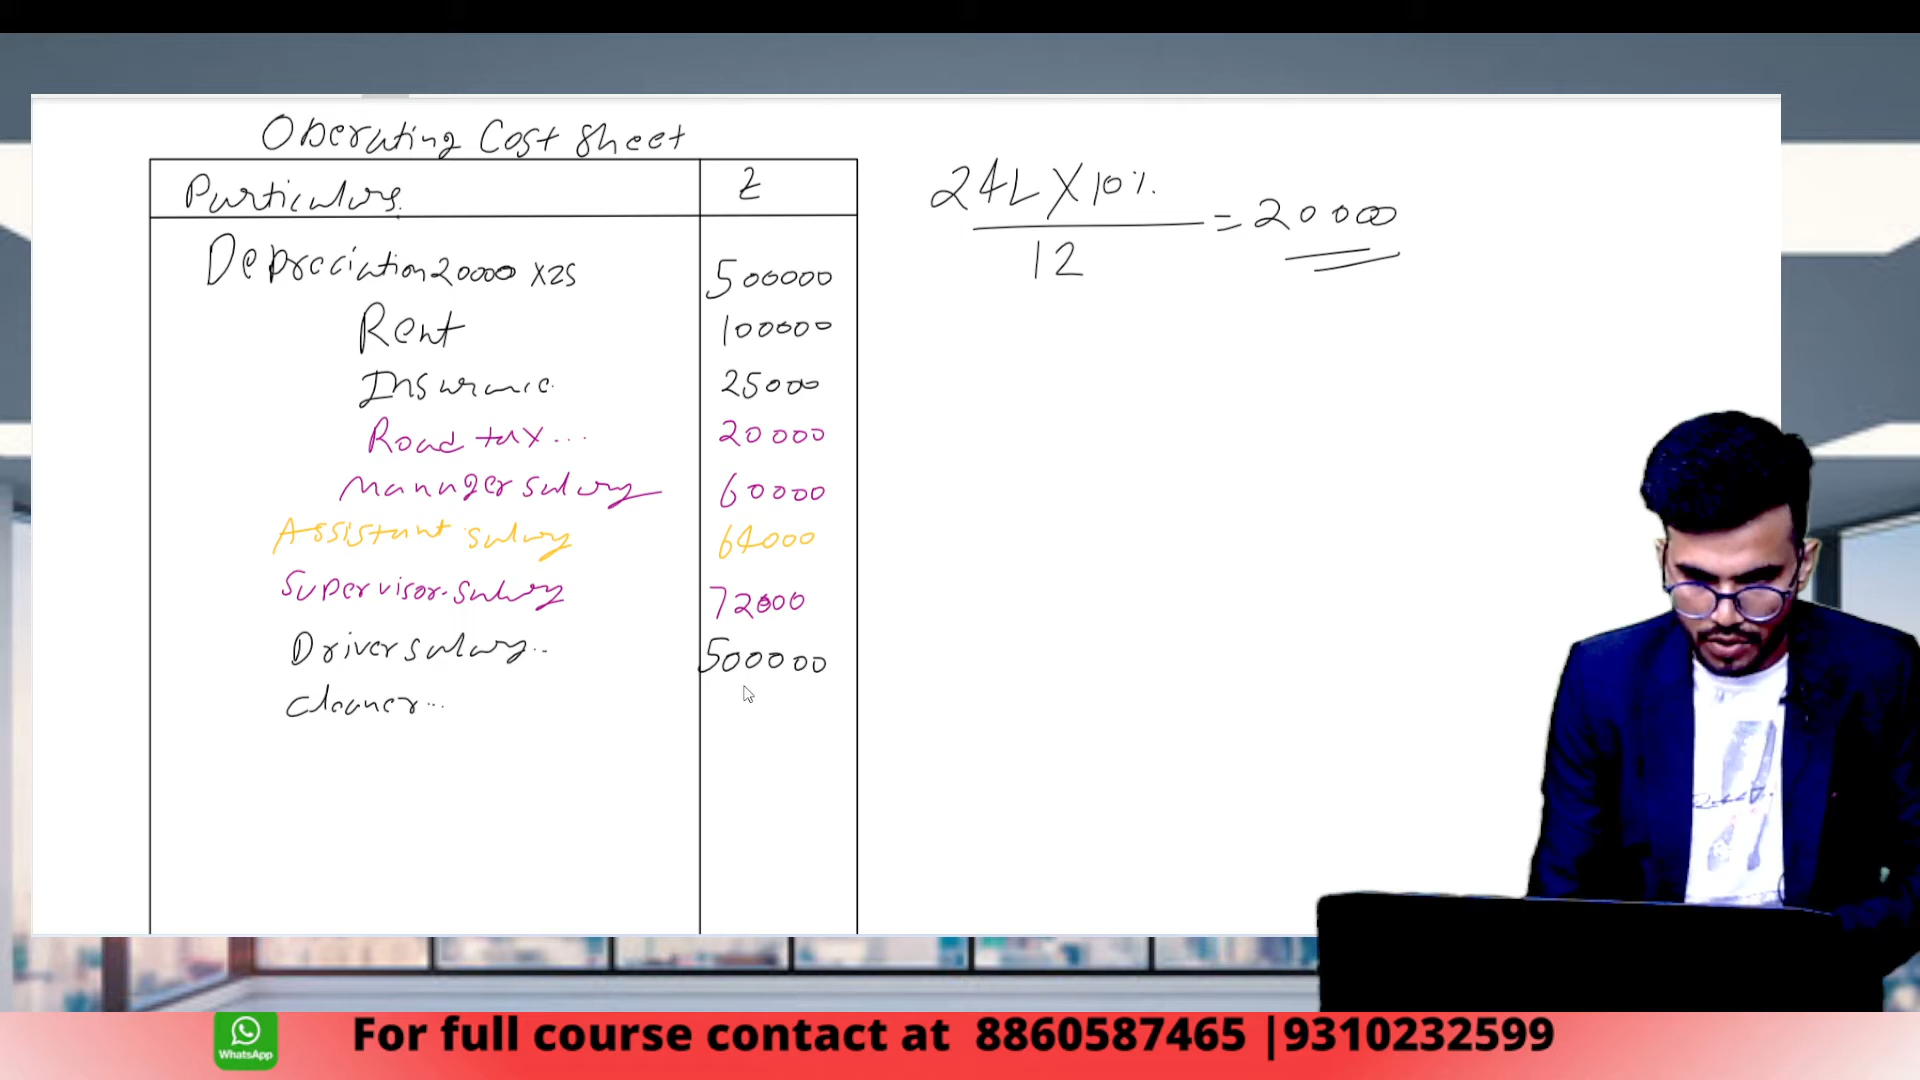 Operating Cost Sheet
Particulars. ₹
Depreciation 20000 X25 500000
Rent 100000
Insurance. 25000
Road tax... 20000
Manager salary 60000
Assistant salary 64000
Supervisor salary 72000
Driver salary.. 500000
Cleaner...
24L X 10%
12
= 20000
WhatsApp
For full course contact at 8860587465 |9310232599